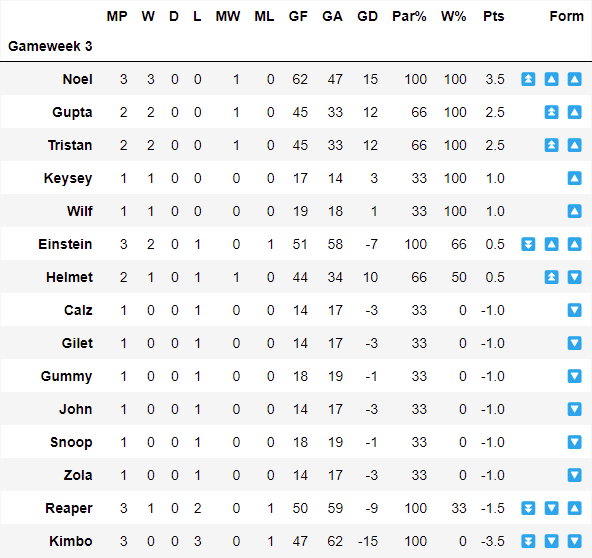 MP W D L MW ML GF GA GD Par% W% Pts Form
Gameweek 3
Noel 3 3 0 0 1 0 62 47 15 100 100 3.5 ⏫ 🔼 🔼
Gupta 2 2 0 0 1 0 45 33 12 66 100 2.5 ⏫ 🔼
Tristan 2 2 0 0 1 0 45 33 12 66 100 2.5 ⏫ 🔼
Keysey 1 1 0 0 0 0 17 14 3 33 100 1.0 🔼
Wilf 1 1 0 0 0 0 19 18 1 33 100 1.0 🔼
Einstein 3 2 0 1 0 1 51 58 -7 100 66 0.5 ⏬ 🔼 🔼
Helmet 2 1 0 1 1 0 44 34 10 66 50 0.5 ⏫ 🔽
Calz 1 0 0 1 0 0 14 17 -3 33 0 -1.0 🔽
Gilet 1 0 0 1 0 0 14 17 -3 33 0 -1.0 🔽
Gummy 1 0 0 1 0 0 18 19 -1 33 0 -1.0 🔽
John 1 0 0 1 0 0 14 17 -3 33 0 -1.0 🔽
Snoop 1 0 0 1 0 0 18 19 -1 33 0 -1.0 🔽
Zola 1 0 0 1 0 0 14 17 -3 33 0 -1.0 🔽
Reaper 3 1 0 2 0 1 50 59 -9 100 33 -1.5 ⏬ 🔽 🔼
Kimbo 3 0 0 3 0 1 47 62 -15 100 0 -3.5 ⏬ 🔽 🔽